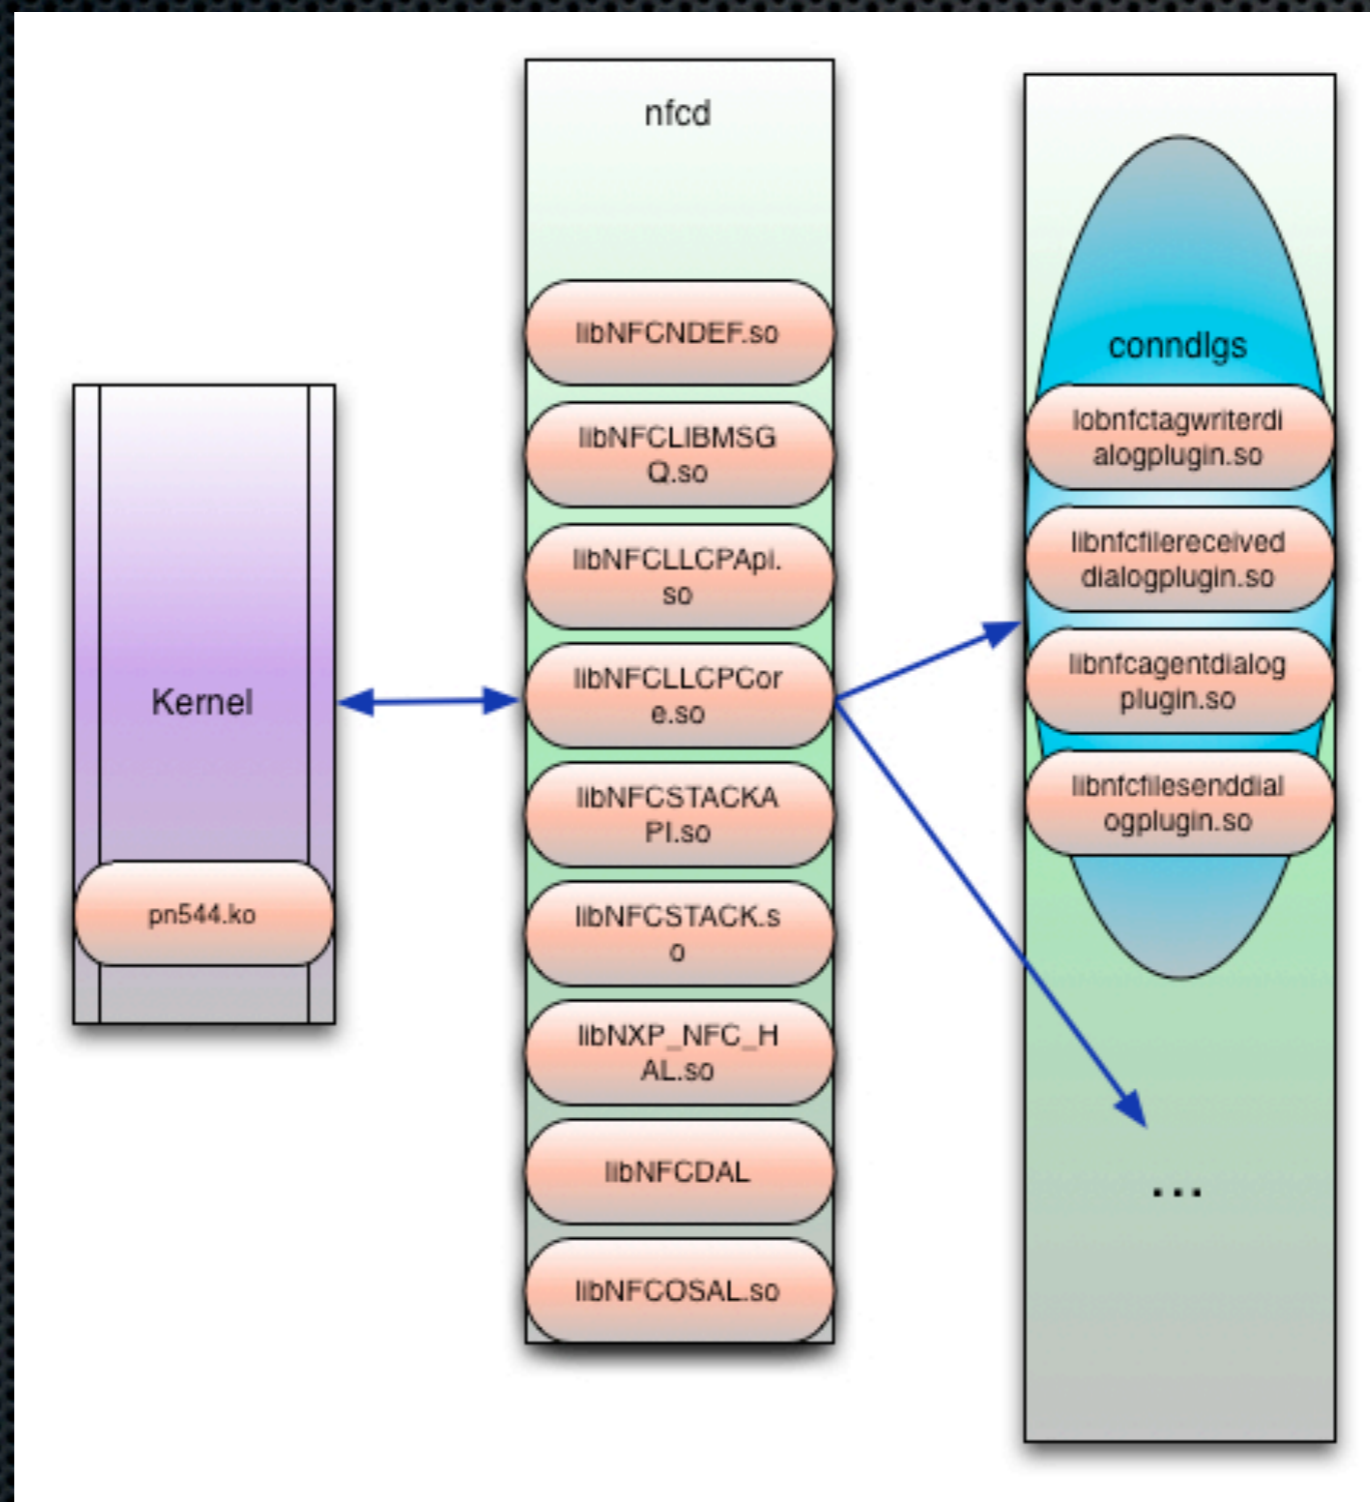 Kernel
pn544.ko
nfcd
libNFCNDEF.so
libNFCLIBMSG
Q.so
libNFCLLCPApi.
so
libNFCLLCPCor
e.so
libNFCSTACKA
PI.so
libNFCSTACK.s
o
libNXP_NFC_H
AL.so
libNFCDAL
libNFCOSAL.so
conndlgs
lobnfctagwriterdi
alogplugin.so
libnfcfilereceived
dialogplugin.so
libnfcagentdialog
plugin.so
libnfcfilesenddial
ogplugin.so
...